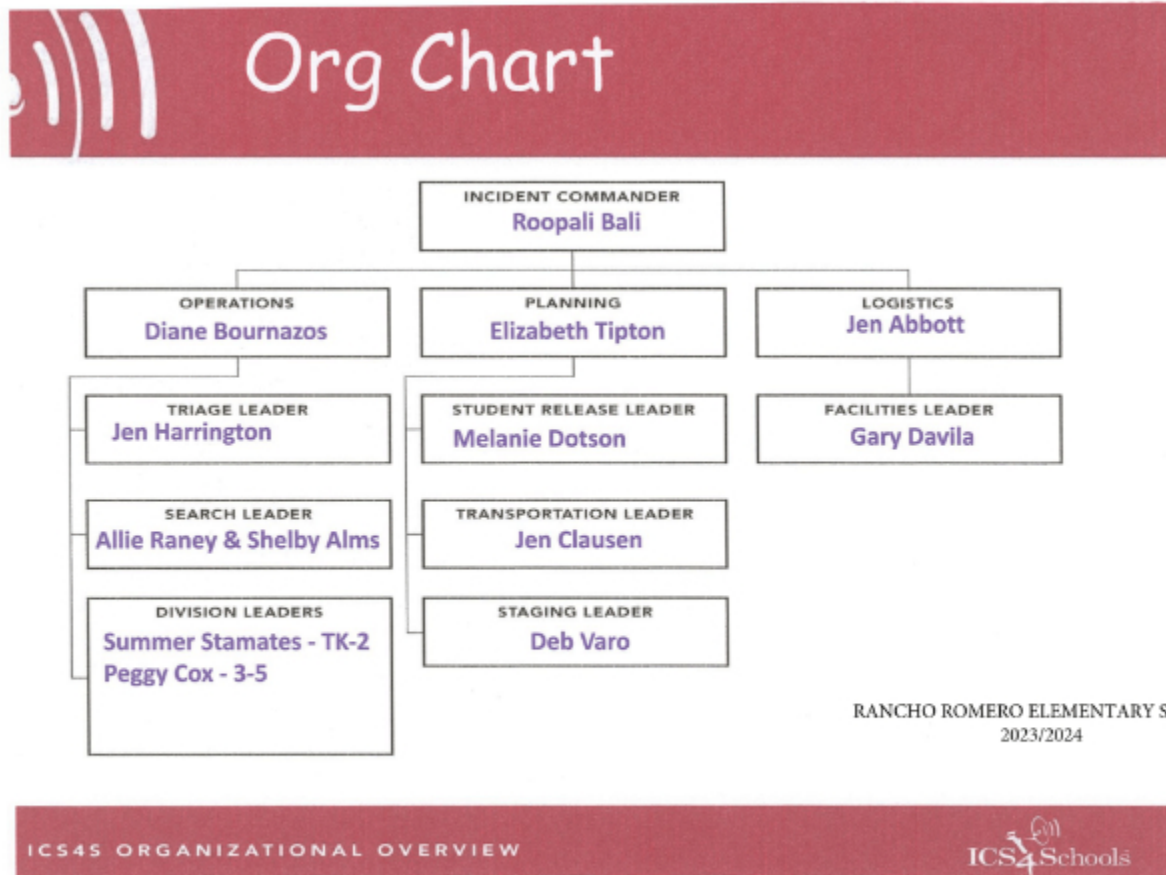 Org Chart
INCIDENT COMMANDER
Roopali Bali
OPERATIONS
Diane Bournazos
PLANNING
Elizabeth Tipton
LOGISTICS
Jen Abbott
TRIAGE LEADER
Jen Harrington
STUDENT RELEASE LEADER
Melanie Dotson
FACILITIES LEADER
Gary Davila
SEARCH LEADER
Allie Raney & Shelby Alms
TRANSPORTATION LEADER
Jen Clausen
DIVISION LEADERS
Summer Stamates - TK-2
Peggy Cox - 3-5
STAGING LEADER
Deb Varo
RANCHO ROMERO ELEMENTARY S
2023/2024
ICS4S ORGANIZATIONAL OVERVIEW
ICS4Schools